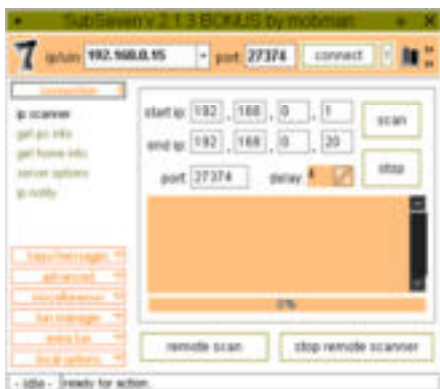 SubSeven v 2.1.3 BONUS by mobman
ip/uin: 192.168.0.15 port: 27374 connect
connection
ip scanner
get pc info
get home info
server options
ip notify
keys/messages
advanced
miscellaneous
fun manager
extra fun
local options
start ip: 192 . 168 . 0 . 1
scan
end ip: 192 . 168 . 0 . 20
port: 27374 delay: 4
stop
0%
remote scan stop remote scanner
- idle - ready for action.